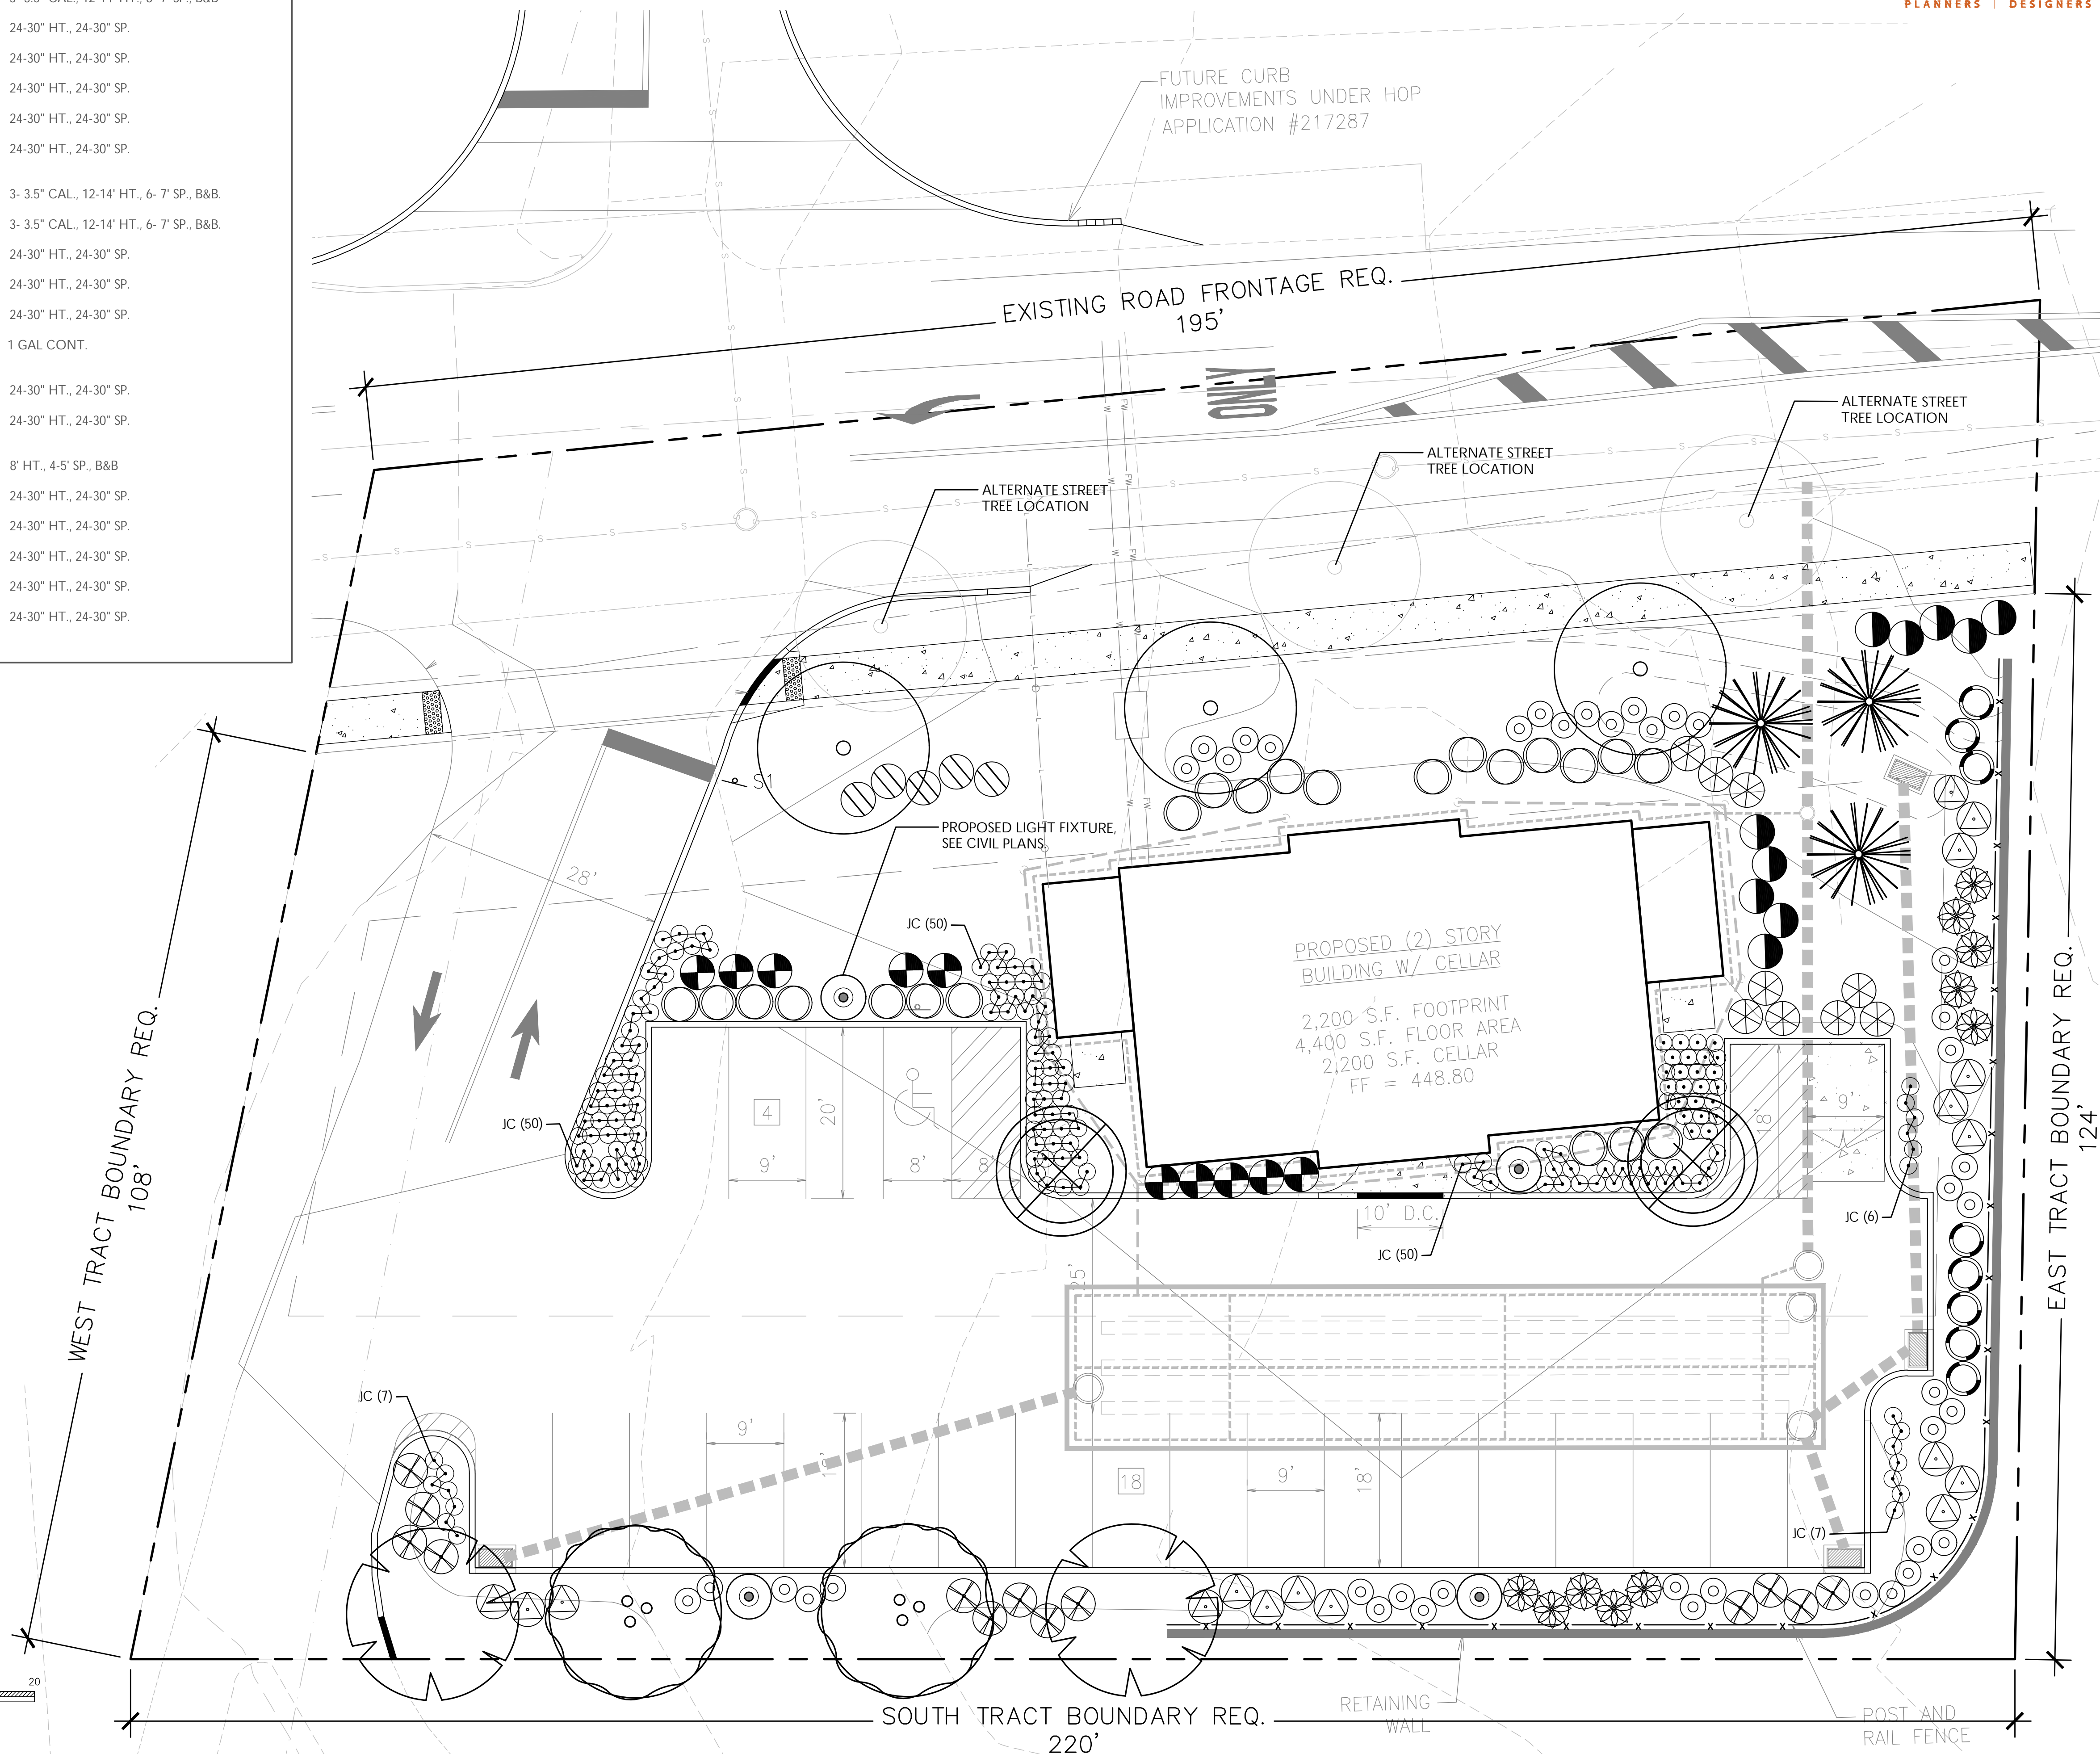 PLANNERS | DESIGNERS
3- 3.5" CAL., 12-14' HT., 6- 7' SP., B&B
24-30" HT., 24-30" SP.
24-30" HT., 24-30" SP.
24-30" HT., 24-30" SP.
24-30" HT., 24-30" SP.
24-30" HT., 24-30" SP.
3- 3.5" CAL., 12-14' HT., 6- 7' SP., B&B.
3- 3.5" CAL., 12-14' HT., 6- 7' SP., B&B.
24-30" HT., 24-30" SP.
24-30" HT., 24-30" SP.
24-30" HT., 24-30" SP.
1 GAL CONT.
24-30" HT., 24-30" SP.
24-30" HT., 24-30" SP.
8' HT., 4-5' SP., B&B
24-30" HT., 24-30" SP.
24-30" HT., 24-30" SP.
24-30" HT., 24-30" SP.
24-30" HT., 24-30" SP.
24-30" HT., 24-30" SP.
FUTURE CURB
IMPROVEMENTS UNDER HOP
APPLICATION #217287
EXISTING ROAD FRONTAGE REQ.
195'
ONLY
ALTERNATE STREET
TREE LOCATION
ALTERNATE STREET
TREE LOCATION
ALTERNATE STREET
TREE LOCATION
S1
PROPOSED LIGHT FIXTURE,
SEE CIVIL PLANS
28'
JC (50)
PROPOSED (2) STORY
BUILDING W/ CELLAR
2,200 S.F. FOOTPRINT
4,400 S.F. FLOOR AREA
2,200 S.F. CELLAR
FF = 448.80
WEST TRACT BOUNDARY REQ.
108'
EAST TRACT BOUNDARY REQ.
124'
JC (50)
4
20'
9'
8'
8'
9'
JC (6)
10' D.C.
JC (50)
25'
JC (7)
9'
18
9'
18'
JC (7)
20
RETAINING
WALL
POST AND
RAIL FENCE
SOUTH TRACT BOUNDARY REQ.
220'